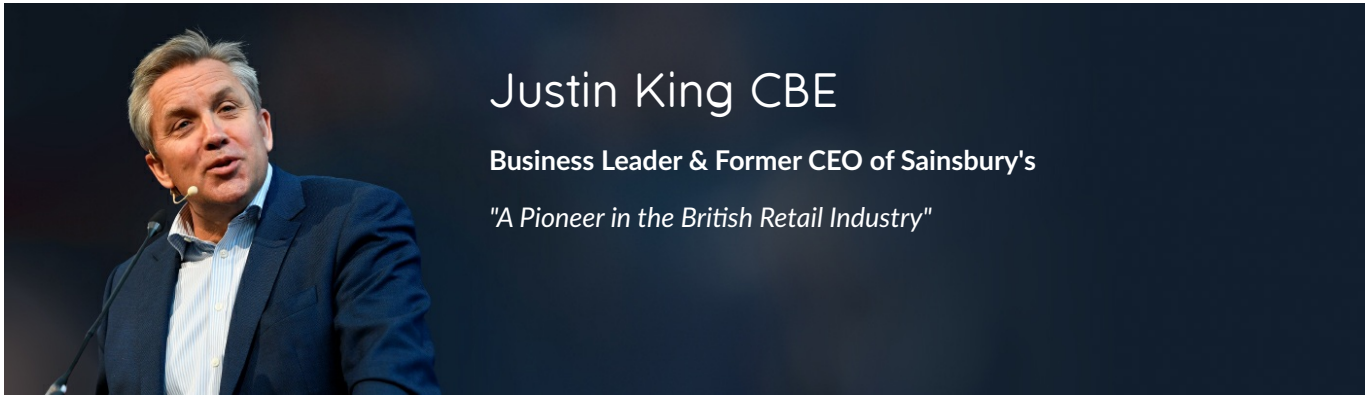 Justin King CBE
Business Leader & Former CEO of Sainsbury's
"A Pioneer in the British Retail Industry"